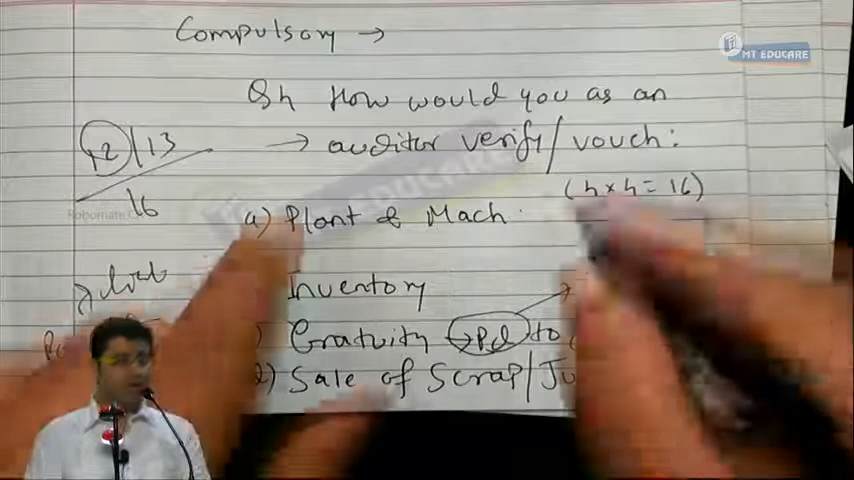 Compulsory →
MT EDUCARE
Qh How would you as an
12/13 → auditor verify/vouch:
16 (4×4=16)
Robomate
a) Plant & Mach.
Inventory
Gratuity → Pd to
d) Sale of Scrap/Ju